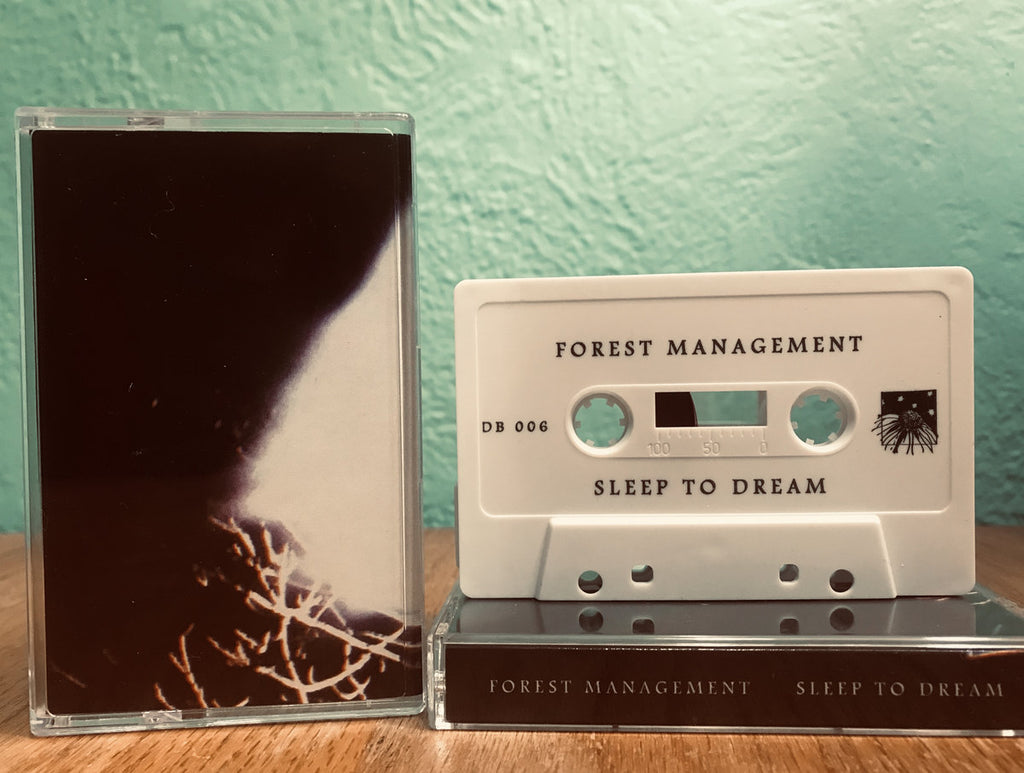 FOREST MANAGEMENT
DB 006
100 50 0
SLEEP TO DREAM
FOREST MANAGEMENT SLEEP TO DREAM